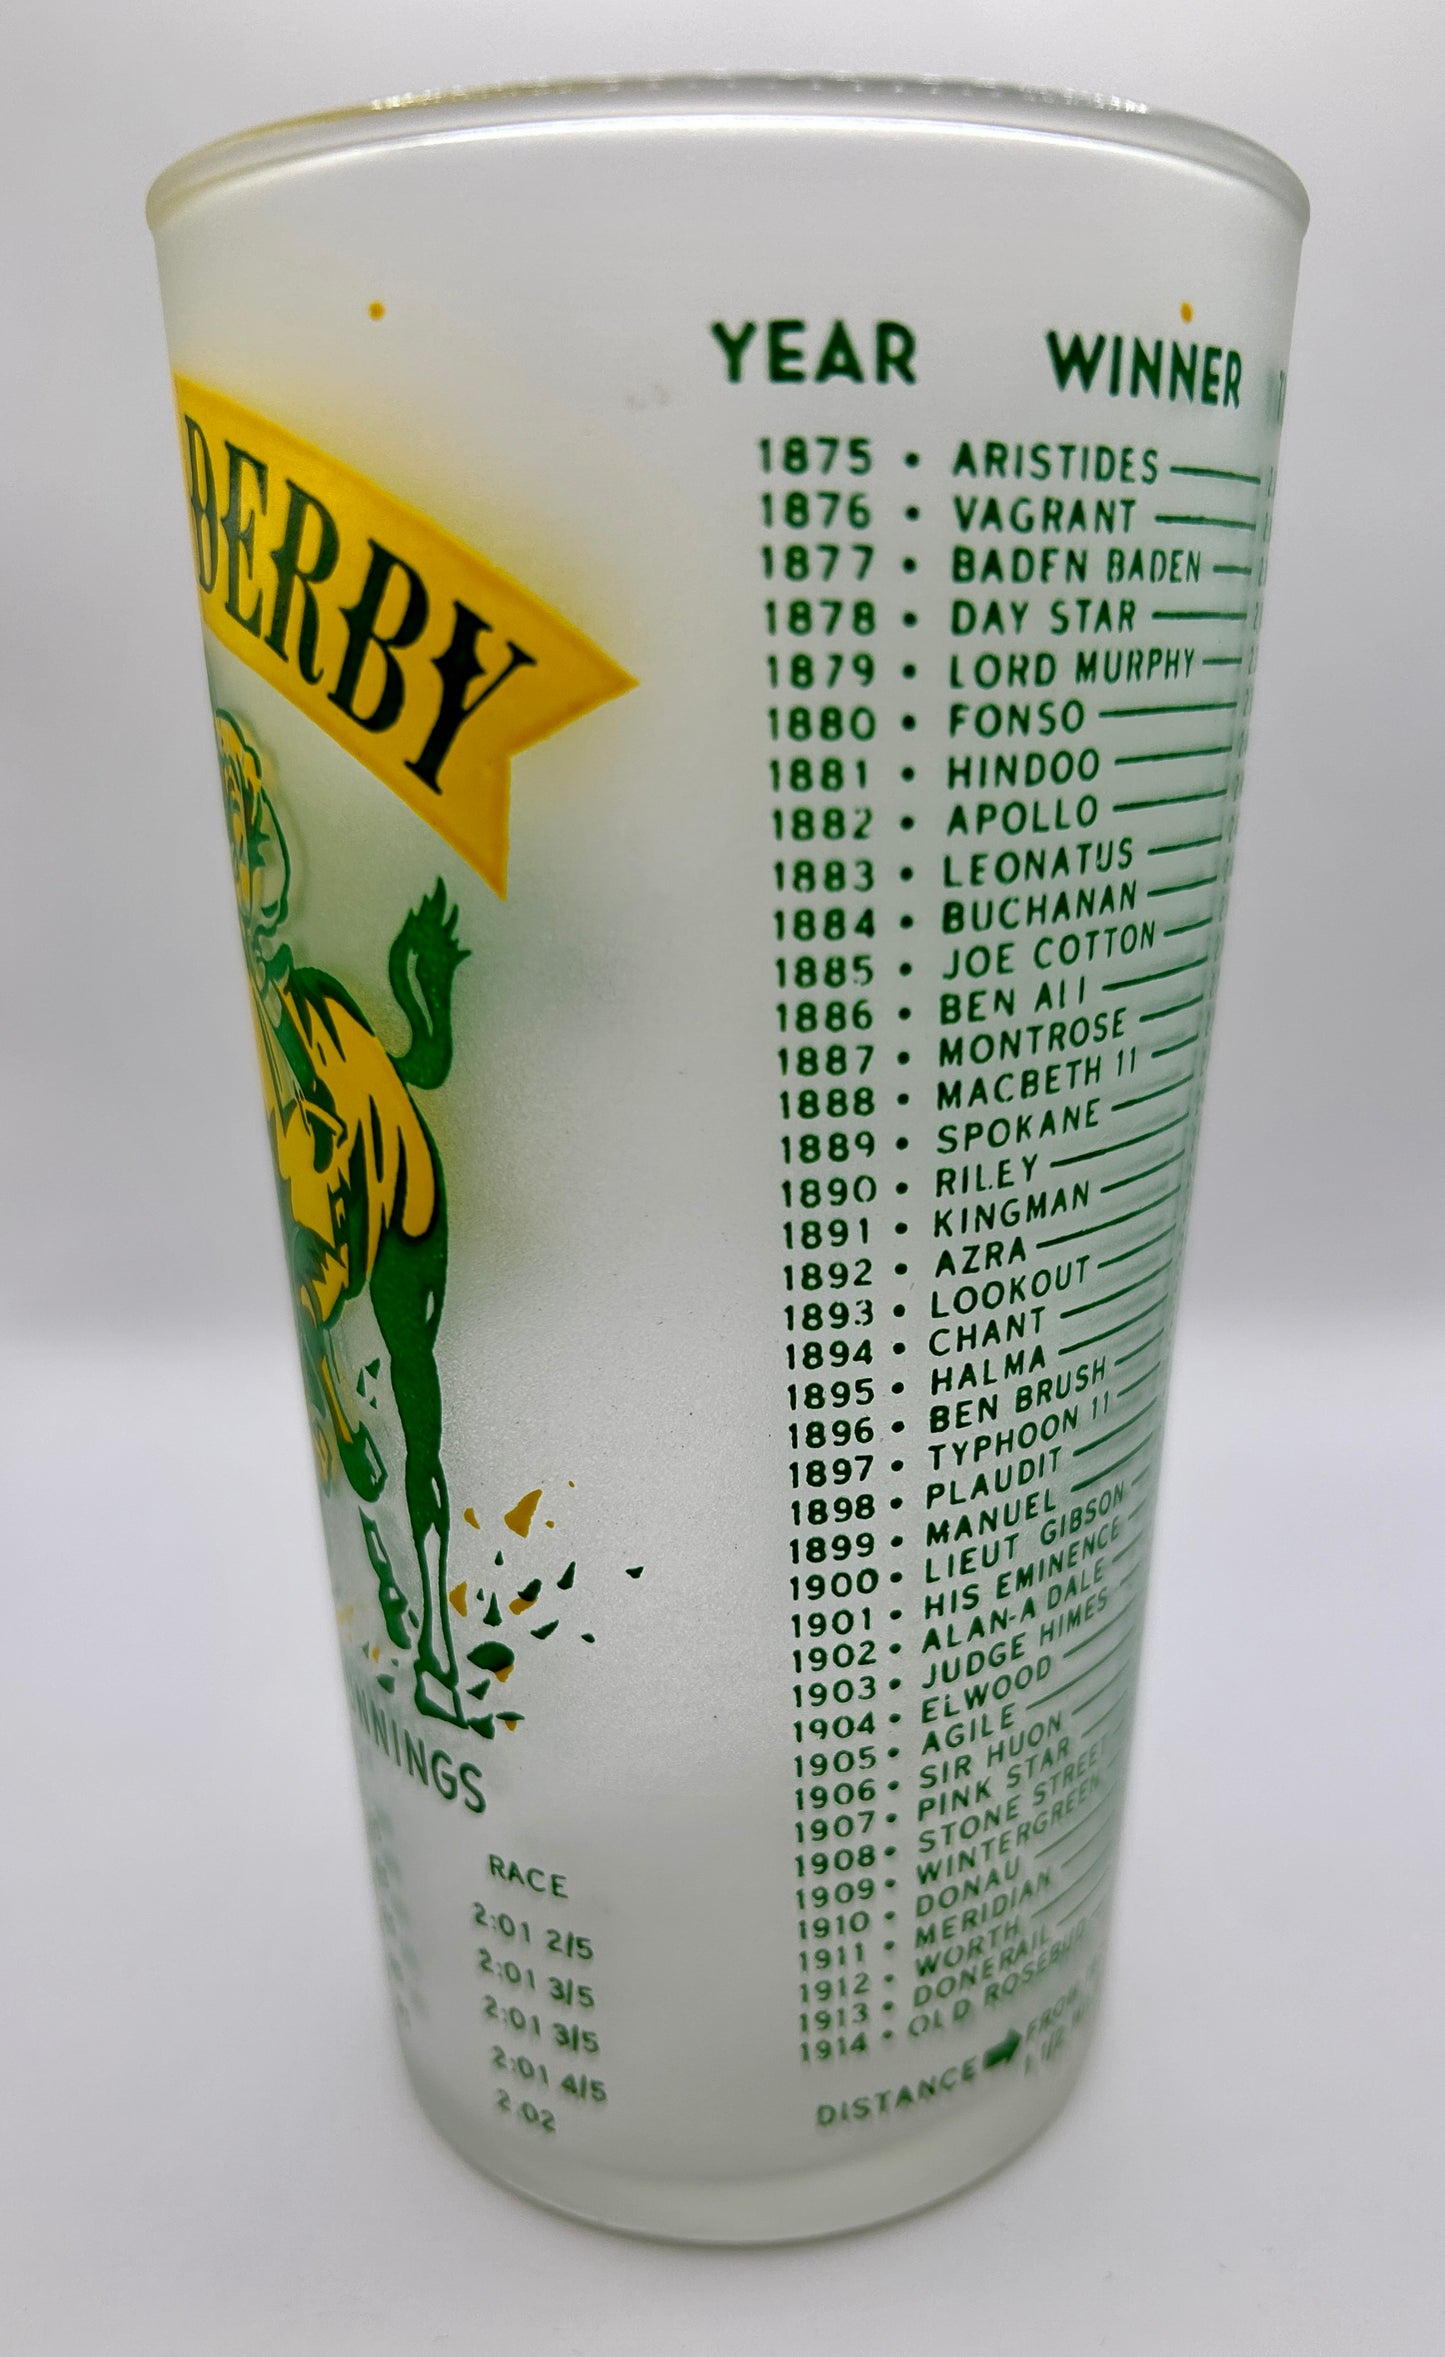 DERBY
NNINGS
RACE
2:01 2/5
2:01 3/5
2:01 3/5
2:01 4/5
2:02
YEAR WINNER
1875 • ARISTIDES
1876 • VAGRANT
1877 • BADEN BADEN
1878 • DAY STAR
1879 • LORD MURPHY
1880 • FONSO
1881 • HINDOO
1882 • APOLLO
1883 • LEONATUS
1884 • BUCHANAN
1885 • JOE COTTON
1886 • BEN ALI
1887 • MONTROSE
1888 • MACBETH 11
1889 • SPOKANE
1890 • RILEY
1891 • KINGMAN
1892 • AZRA
1893 • LOOKOUT
1894 • CHANT
1895 • HALMA
1896 • BEN BRUSH
1897 • TYPHOON 11
1898 • PLAUDIT
1899 • MANUEL
1900 • LIEUT GIBSON
1901 • HIS EMINENCE
1902 • ALAN-A DALE
1903 • JUDGE HIMES
1904 • ELWOOD
1905 • AGILE
1906 • SIR HUON
1907 • PINK STAR
1908 • STONE STREET
1909 • WINTERGREEN
1910 • DONAU
1911 • MERIDIAN
1912 • WORTH
1913 • DONERAIL
1914 • OLD ROSEBUD
DISTANCE FROM
1 1/2